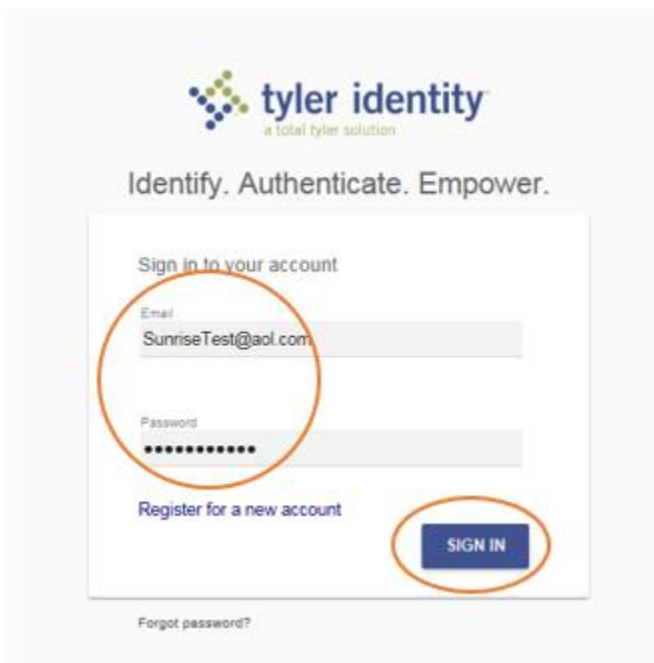 tyler identity
a total tyler solution
Identify. Authenticate. Empower.
Sign in to your account
Email
SunriseTest@aol.com
Password
•••••••••••
Register for a new account
SIGN IN
Forgot password?